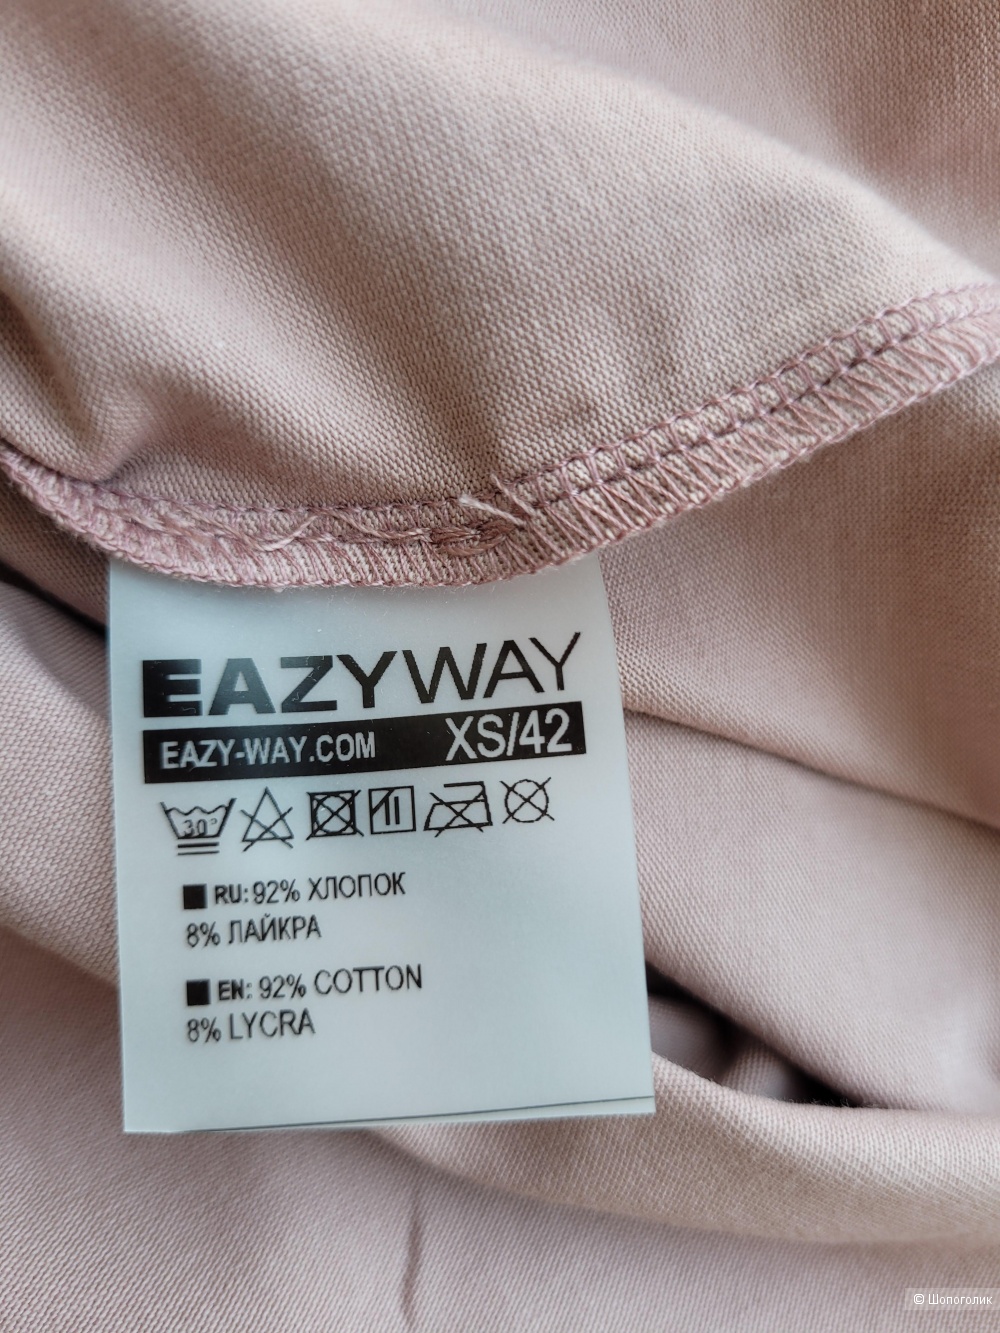 EAZYWAY
EAZY-WAY.COM XS/42
30°
RU: 92% ХЛОПОК
8% ЛАЙКРА
EN: 92% COTTON
8% LYCRA
© Шопоголик